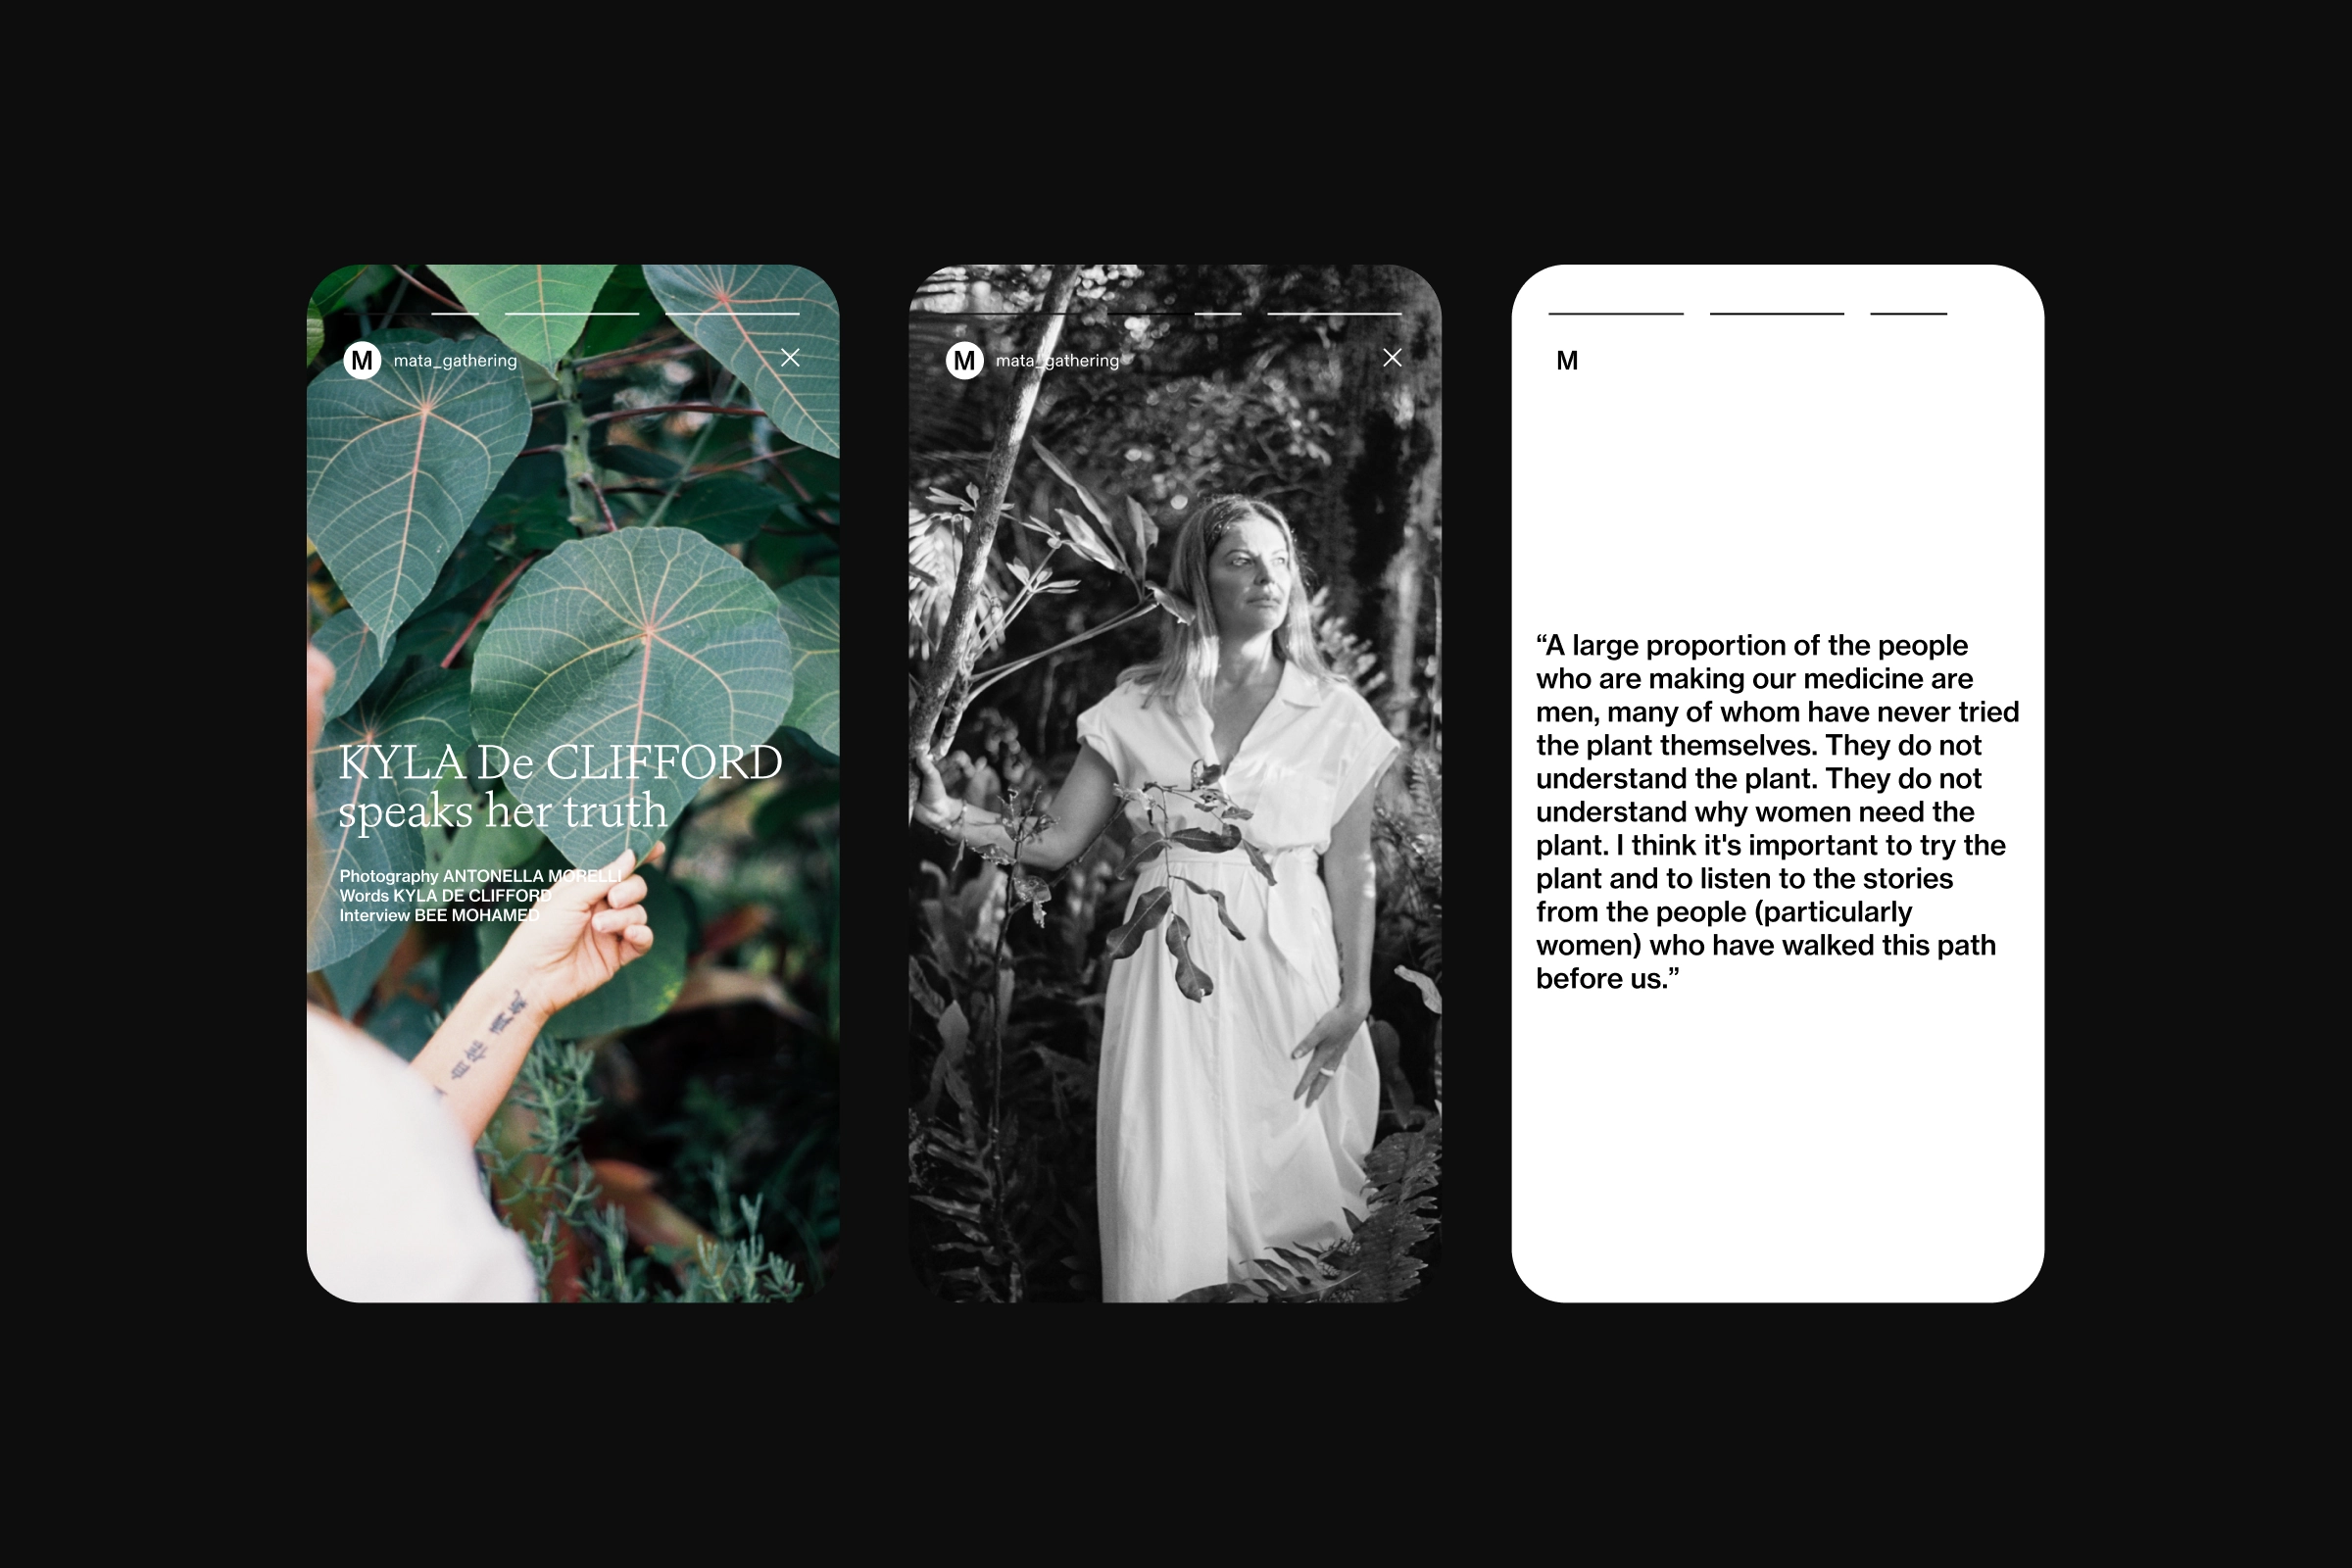 M mata_gathering
KYLA De CLIFFORD
speaks her truth
Photography ANTONELLA MORELLI
Words KYLA DE CLIFFORD
Interview BEE MOHAMED
M mata_gathering
M
“A large proportion of the people
who are making our medicine are
men, many of whom have never tried
the plant themselves. They do not
understand the plant. They do not
understand why women need the
plant. I think it's important to try the
plant and to listen to the stories
from the people (particularly
women) who have walked this path
before us.”